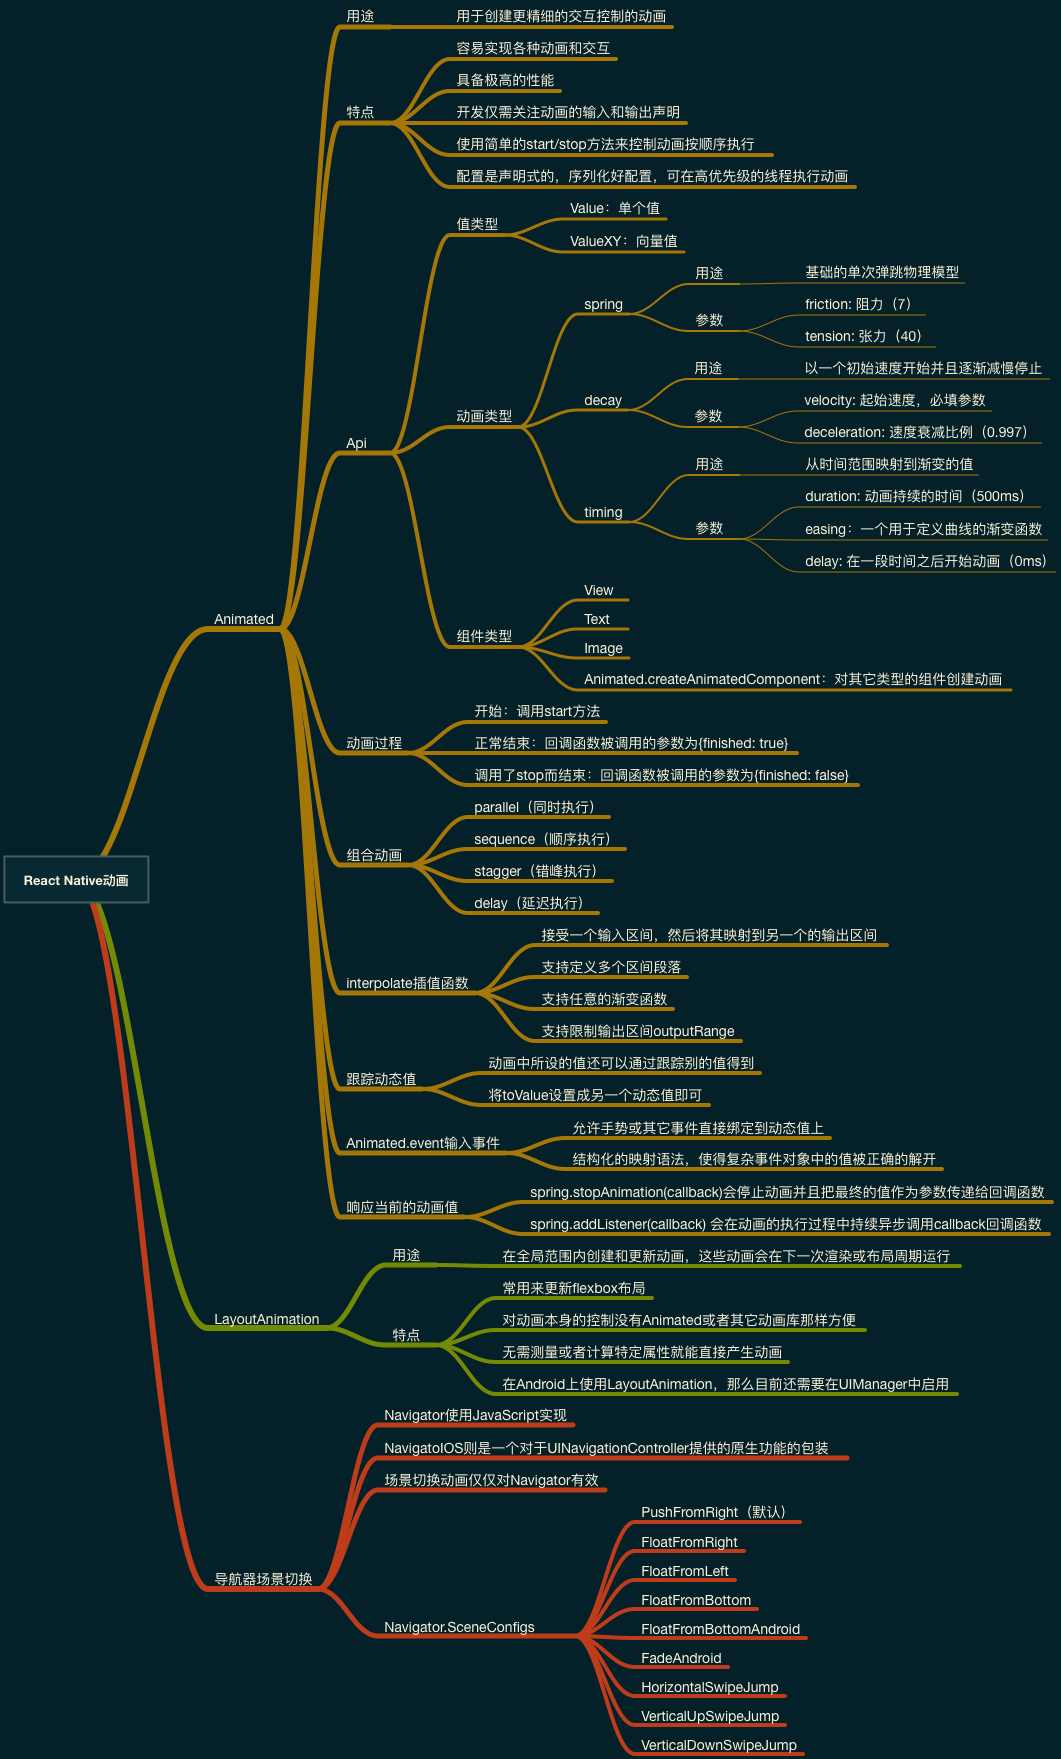 React Native动画
Animated
用途
用于创建更精细的交互控制的动画
特点
容易实现各种动画和交互
具备极高的性能
开发仅需关注动画的输入和输出声明
使用简单的start/stop方法来控制动画按顺序执行
配置是声明式的，序列化好配置，可在高优先级的线程执行动画
Api
值类型
Value：单个值
ValueXY：向量值
动画类型
spring
用途
基础的单次弹跳物理模型
参数
friction: 阻力（7）
tension: 张力（40）
decay
用途
以一个初始速度开始并且逐渐减慢停止
参数
velocity: 起始速度，必填参数
deceleration: 速度衰减比例（0.997）
timing
用途
从时间范围映射到渐变的值
参数
duration: 动画持续的时间（500ms）
easing：一个用于定义曲线的渐变函数
delay: 在一段时间之后开始动画（0ms）
组件类型
View
Text
Image
Animated.createAnimatedComponent：对其它类型的组件创建动画
动画过程
开始：调用start方法
正常结束：回调函数被调用的参数为{finished: true}
调用了stop而结束：回调函数被调用的参数为{finished: false}
组合动画
parallel（同时执行）
sequence（顺序执行）
stagger（错峰执行）
delay（延迟执行）
interpolate插值函数
接受一个输入区间，然后将其映射到另一个的输出区间
支持定义多个区间段落
支持任意的渐变函数
支持限制输出区间outputRange
跟踪动态值
动画中所设的值还可以通过跟踪别的值得到
将toValue设置成另一个动态值即可
Animated.event输入事件
允许手势或其它事件直接绑定到动态值上
结构化的映射语法，使得复杂事件对象中的值被正确的解开
响应当前的动画值
spring.stopAnimation(callback)会停止动画并且把最终的值作为参数传递给回调函数
spring.addListener(callback) 会在动画的执行过程中持续异步调用callback回调函数
LayoutAnimation
用途
在全局范围内创建和更新动画，这些动画会在下一次渲染或布局周期运行
特点
常用来更新flexbox布局
对动画本身的控制没有Animated或者其它动画库那样方便
无需测量或者计算特定属性就能直接产生动画
在Android上使用LayoutAnimation，那么目前还需要在UIManager中启用
导航器场景切换
Navigator使用JavaScript实现
NavigatoIOS则是一个对于UINavigationController提供的原生功能的包装
场景切换动画仅仅对Navigator有效
Navigator.SceneConfigs
PushFromRight（默认）
FloatFromRight
FloatFromLeft
FloatFromBottom
FloatFromBottomAndroid
FadeAndroid
HorizontalSwipeJump
VerticalUpSwipeJump
VerticalDownSwipeJump